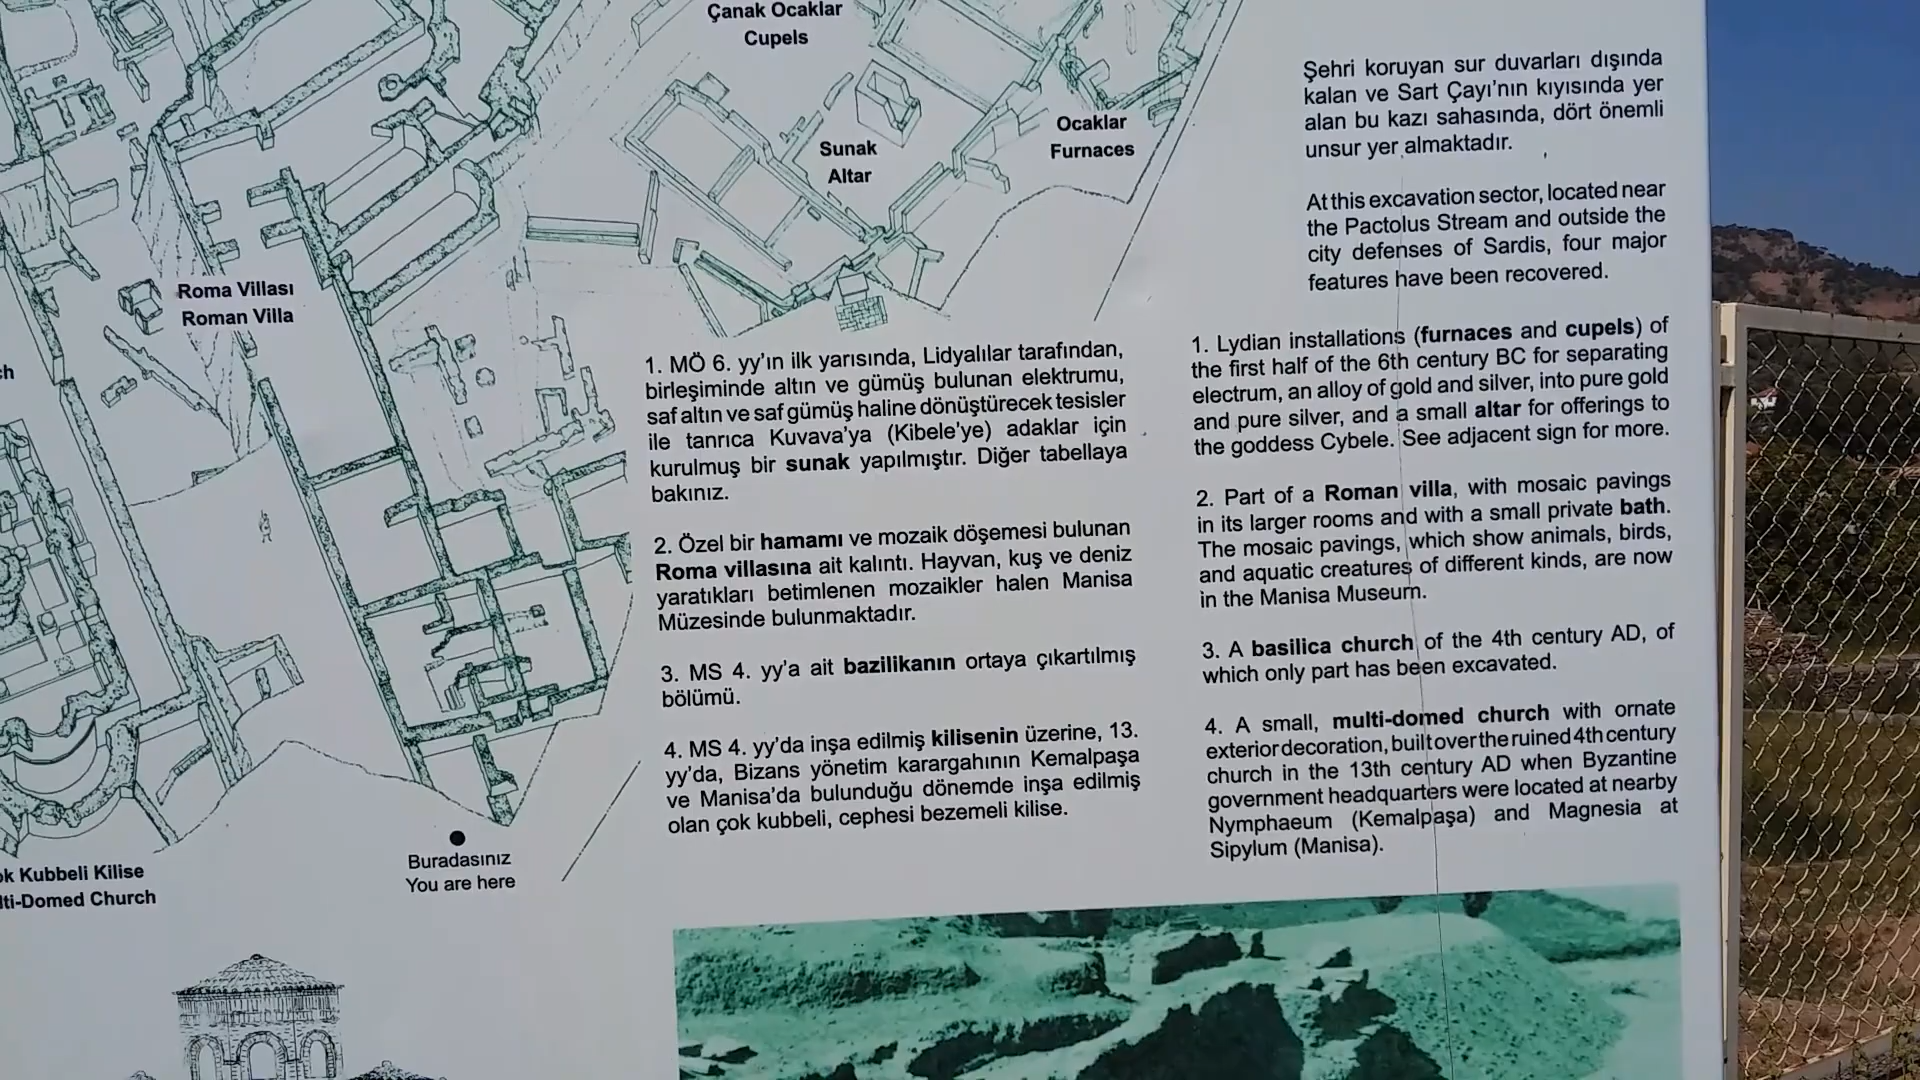 Çanak Ocaklar
Cupels
Sunak
Altar
Ocaklar
Furnaces
Roma Villası
Roman Villa
Kubbeli Kilise
Domed Church
Buradasınız
You are here
Şehri koruyan sur duvarları dışında
kalan ve Sart Çayı'nın kıyısında yer
alan bu kazı sahasında, dört önemli
unsur yer almaktadır.
At this excavation sector, located near
the Pactolus Stream and outside the
city defenses of Sardis, four major
features have been recovered.
1. MÖ 6. yy'ın ilk yarısında, Lidyalılar tarafından,
birleşiminde altın ve gümüş bulunan elektrumu,
saf altın ve saf gümüş haline dönüştürecek tesisler
ile tanrıca Kuvava'ya (Kibele'ye) adaklar için
kurulmuş bir sunak yapılmıştır. Diğer tabellaya
bakınız.
2. Özel bir hamamı ve mozaik döşemesi bulunan
Roma villasına ait kalıntı. Hayvan, kuş ve deniz
yaratıkları betimlenen mozaikler halen Manisa
Müzesinde bulunmaktadır.
3. MS 4. yy'a ait bazilikanın ortaya çıkartılmış
bölümü.
4. MS 4. yy'da inşa edilmiş kilisenin üzerine, 13.
yy'da, Bizans yönetim karargahının Kemalpaşa
ve Manisa'da bulunduğu dönemde inşa edilmiş
olan çok kubbeli, cephesi bezemeli kilise.
1. Lydian installations (furnaces and cupels) of
the first half of the 6th century BC for separating
electrum, an alloy of gold and silver, into pure gold
and pure silver, and a small altar for offerings to
the goddess Cybele. See adjacent sign for more.
2. Part of a Roman villa, with mosaic pavings
in its larger rooms and with a small private bath.
The mosaic pavings, which show animals, birds,
and aquatic creatures of different kinds, are now
in the Manisa Museum.
3. A basilica church of the 4th century AD, of
which only part has been excavated.
4. A small, multi-domed church with ornate
exterior decoration, built over the ruined 4th century
church in the 13th century AD when Byzantine
government headquarters were located at nearby
Nymphaeum (Kemalpaşa) and Magnesia at
Sipylum (Manisa).